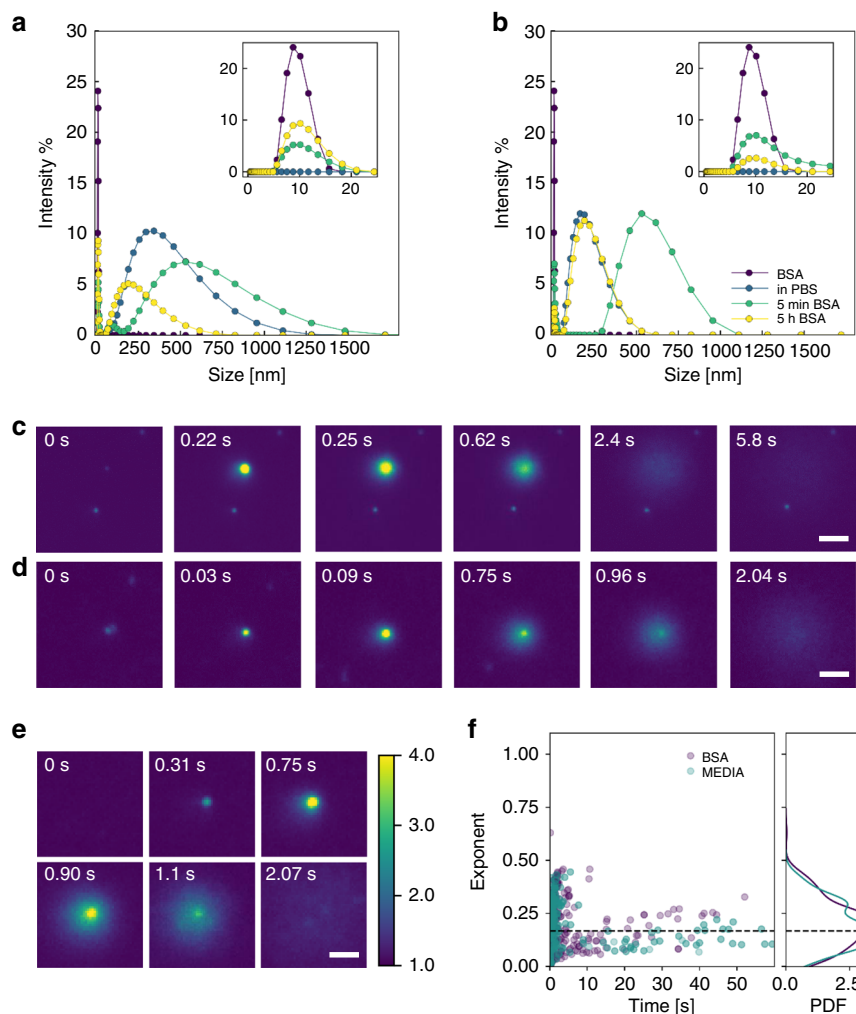 a
b
30
25
20
15
10
5
0
Intensity %
0
250
500
750
1000
1250
1500
Size [nm]
20
10
0
0
10
20
30
25
20
15
10
5
0
Intensity %
0
250
500
750
1000
1250
1500
Size [nm]
20
10
0
0
10
20
BSA
in PBS
5 min BSA
5 h BSA
c
0 s
0.22 s
0.25 s
0.62 s
2.4 s
5.8 s
d
0 s
0.03 s
0.09 s
0.75 s
0.96 s
2.04 s
e
0 s
0.31 s
0.75 s
0.90 s
1.1 s
2.07 s
4.0
3.0
2.0
1.0
f
1.00
0.75
0.50
0.25
0.00
Exponent
BSA
MEDIA
0
10
20
30
40
50
Time [s]
0.0
2.5
PDF